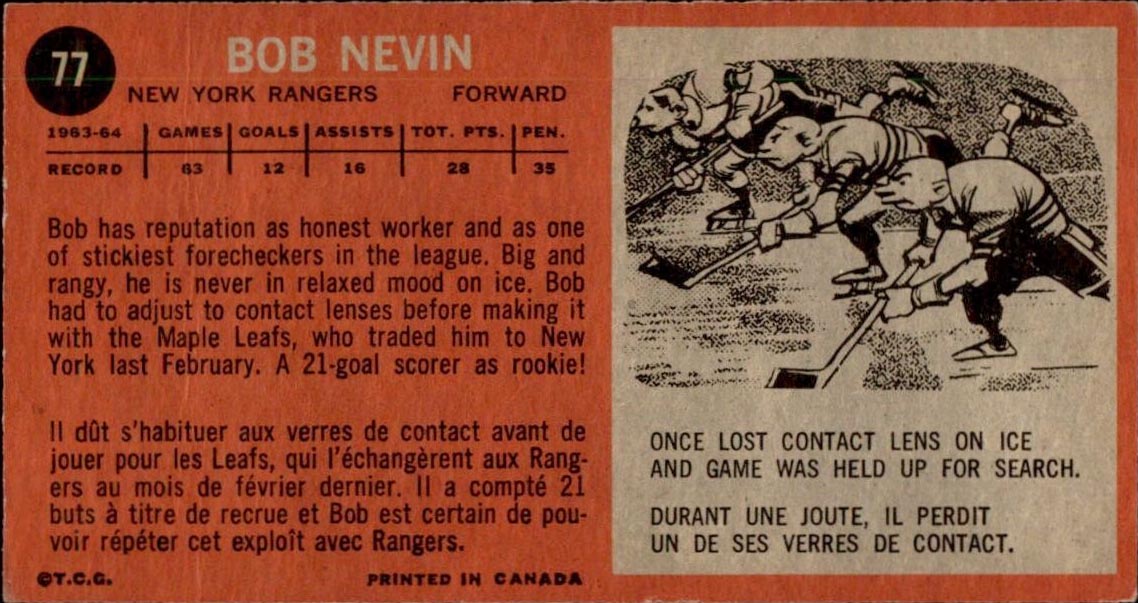 77
BOB NEVIN
NEW YORK RANGERS FORWARD
1963-64 GAMES GOALS ASSISTS TOT. PTS. PEN.
RECORD 63 12 16 28 35
Bob has reputation as honest worker and as one
of stickiest forecheckers in the league. Big and
rangy, he is never in relaxed mood on ice. Bob
had to adjust to contact lenses before making it
with the Maple Leafs, who traded him to New
York last February. A 21-goal scorer as rookie!
Il dût s'habituer aux verres de contact avant de
jouer pour les Leafs, qui l'échangèrent aux Rang-
ers au mois de février dernier. Il a compté 21
buts à titre de recrue et Bob est certain de pou-
voir répéter cet exploît avec Rangers.
©T.C.G. PRINTED IN CANADA
ONCE LOST CONTACT LENS ON ICE
AND GAME WAS HELD UP FOR SEARCH.
DURANT UNE JOUTE, IL PERDIT
UN DE SES VERRES DE CONTACT.